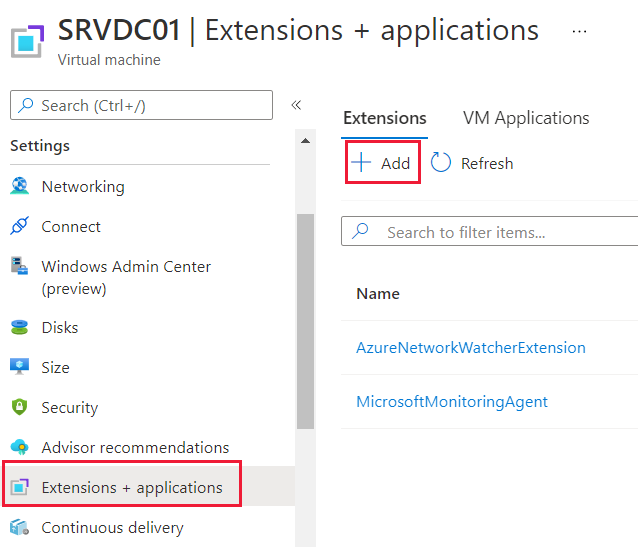 SRVDC01 | Extensions + applications ...
Virtual machine
Search (Ctrl+/)
Settings
Networking
Connect
Windows Admin Center
(preview)
Disks
Size
Security
Advisor recommendations
Extensions + applications
Continuous delivery
Extensions VM Applications
Add Refresh
Search to filter items...
Name
AzureNetworkWatcherExtension
MicrosoftMonitoringAgent